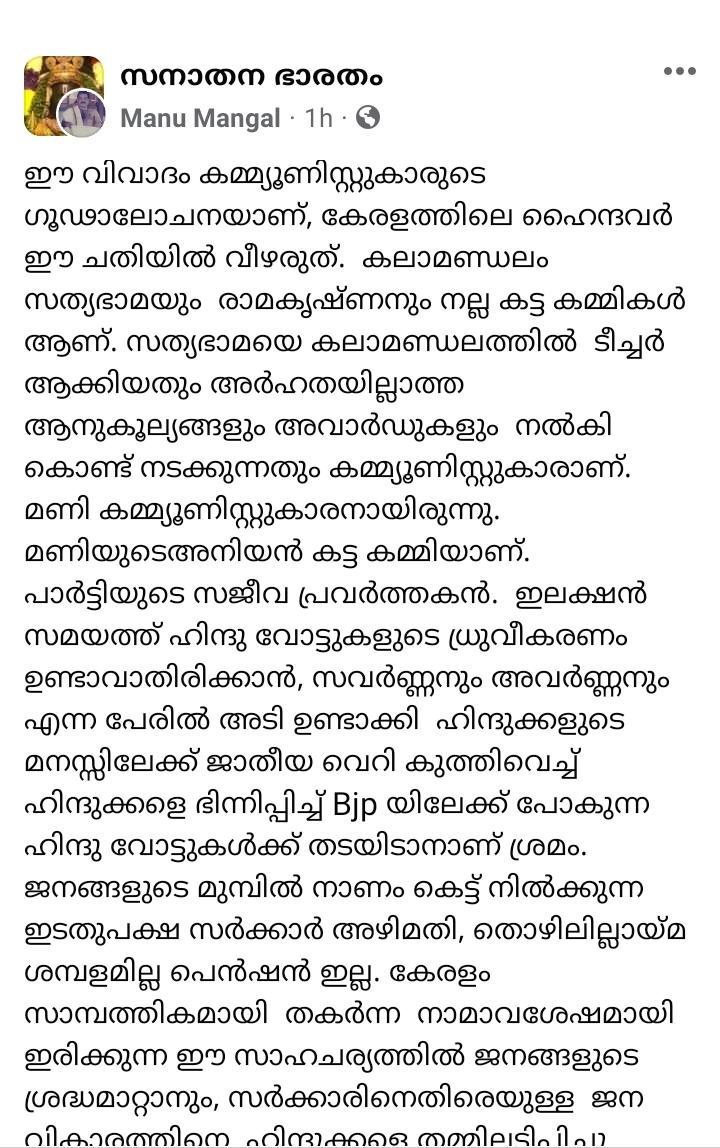 സനാതന ഭാരതം
Manu Mangal · 1h ·
ഈ വിവാദം കമ്മ്യൂണിസ്റ്റുകാരുടെ
ഗൂഢാലോചനയാണ്, കേരളത്തിലെ ഹൈന്ദവർ
ഈ ചതിയിൽ വീഴരുത്. കലാമണ്ഡലം
സത്യഭാമയും രാമകൃഷ്ണനും നല്ല കട്ട കമ്മികൾ
ആണ്. സത്യഭാമയെ കലാമണ്ഡലത്തിൽ ടീച്ചർ
ആക്കിയതും അർഹതയില്ലാത്ത
ആനുകൂല്യങ്ങളും അവാർഡുകളും നൽകി
കൊണ്ട് നടക്കുന്നതും കമ്മ്യൂണിസ്റ്റുകാരാണ്.
മണി കമ്മ്യൂണിസ്റ്റുകാരനായിരുന്നു.
മണിയുടെഅനിയൻ കട്ട കമ്മിയാണ്.
പാർട്ടിയുടെ സജീവ പ്രവർത്തകൻ. ഇലക്ഷൻ
സമയത്ത് ഹിന്ദു വോട്ടുകളുടെ ധ്രുവീകരണം
ഉണ്ടാവാതിരിക്കാൻ, സവർണ്ണനും അവർണ്ണനും
എന്ന പേരിൽ അടി ഉണ്ടാക്കി ഹിന്ദുക്കളുടെ
മനസ്സിലേക്ക് ജാതീയ വെറി കുത്തിവെച്ച്
ഹിന്ദുക്കളെ ഭിന്നിപ്പിച്ച് Bjp യിലേക്ക് പോകുന്ന
ഹിന്ദു വോട്ടുകൾക്ക് തടയിടാനാണ് ശ്രമം.
ജനങ്ങളുടെ മുമ്പിൽ നാണം കെട്ട് നിൽക്കുന്ന
ഇടതുപക്ഷ സർക്കാർ അഴിമതി, തൊഴിലില്ലായ്മ
ശമ്പളമില്ല പെൻഷൻ ഇല്ല. കേരളം
സാമ്പത്തികമായി തകർന്ന നാമാവശേഷമായി
ഇരിക്കുന്ന ഈ സാഹചര്യത്തിൽ ജനങ്ങളുടെ
ശ്രദ്ധമാറ്റാനും, സർക്കാരിനെതിരെയുള്ള ജന
വികാരത്തിനെ ഹിന്ദുക്കളെ തമ്മിലടിപ്പിച്ചു